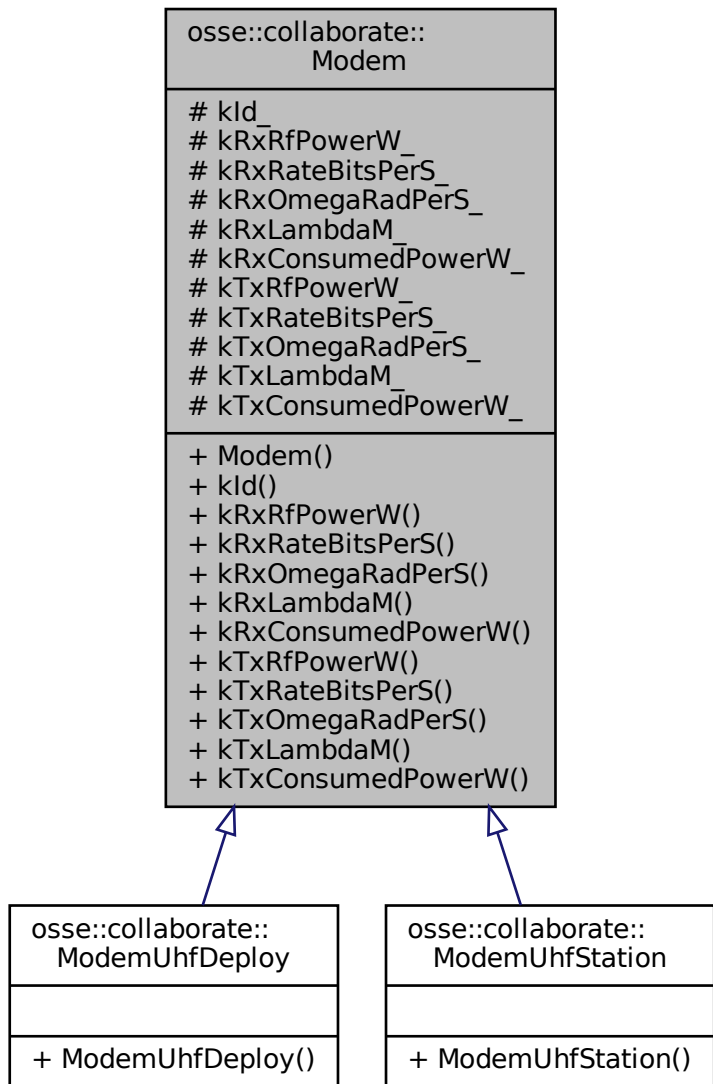 osse::collaborate::
Modem
# kId_
# kRxRfPowerW_
# kRxRateBitsPerS_
# kRxOmegaRadPerS_
# kRxLambdaM_
# kRxConsumedPowerW_
# kTxRfPowerW_
# kTxRateBitsPerS_
# kTxOmegaRadPerS_
# kTxLambdaM_
# kTxConsumedPowerW_
+ Modem()
+ kId()
+ kRxRfPowerW()
+ kRxRateBitsPerS()
+ kRxOmegaRadPerS()
+ kRxLambdaM()
+ kRxConsumedPowerW()
+ kTxRfPowerW()
+ kTxRateBitsPerS()
+ kTxOmegaRadPerS()
+ kTxLambdaM()
+ kTxConsumedPowerW()
osse::collaborate::
ModemUhfDeploy
+ ModemUhfDeploy()
osse::collaborate::
ModemUhfStation
+ ModemUhfStation()